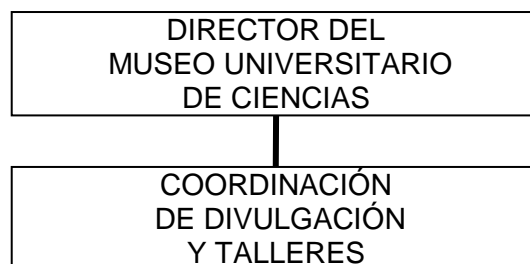 DIRECTOR DEL
MUSEO UNIVERSITARIO
DE CIENCIAS
COORDINACIÓN
DE DIVULGACIÓN
Y TALLERES